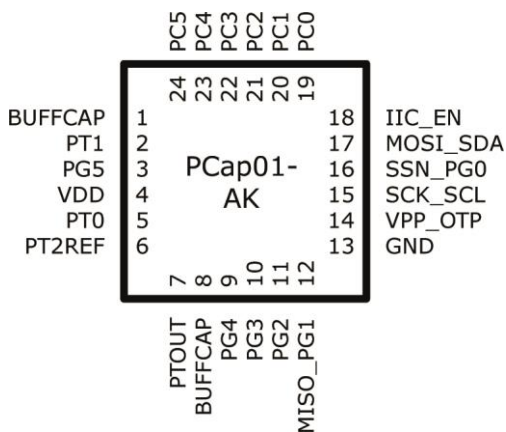 PC5 PC4 PC3 PC2 PC1 PC0
24 23 22 21 20 19
BUFFCAP 1 18 IIC_EN
PT1 2 17 MOSI_SDA
PG5 3 PCap01- 16 SSN_PG0
VDD 4 AK 15 SCK_SCL
PT0 5 14 VPP_OTP
PT2REF 6 13 GND
7 8 9 10 11 12
PTOUT BUFFCAP PG4 PG3 PG2 MISO_PG1